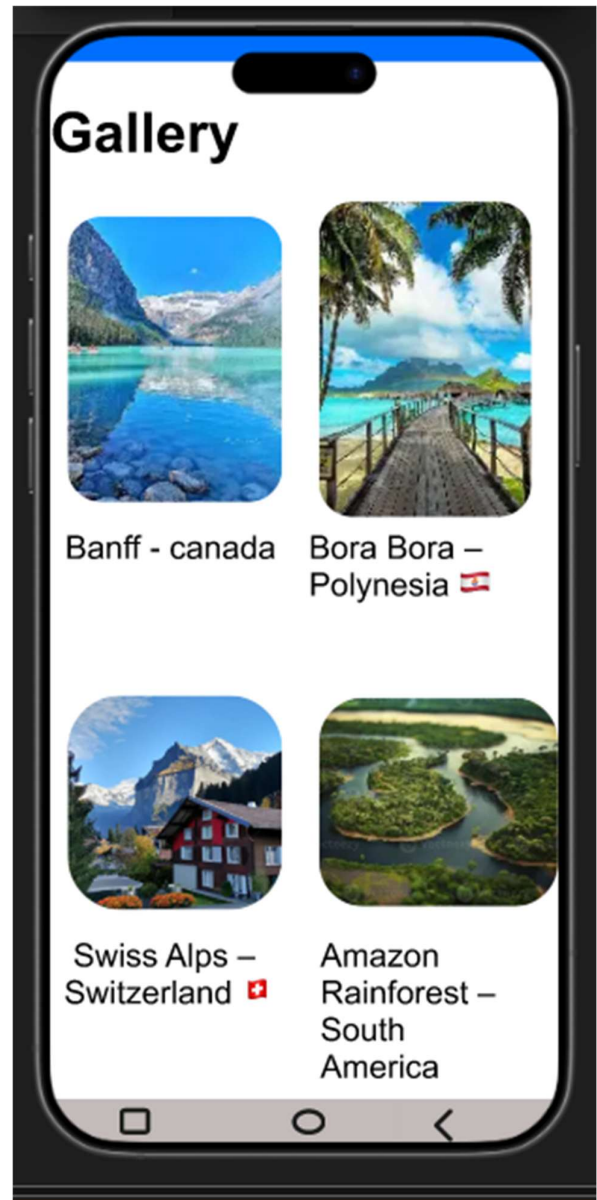 Gallery
Banff - canada
Bora Bora –
Polynesia 🇵🇫
Swiss Alps –
Switzerland 🇨🇭
Amazon
Rainforest –
South
America